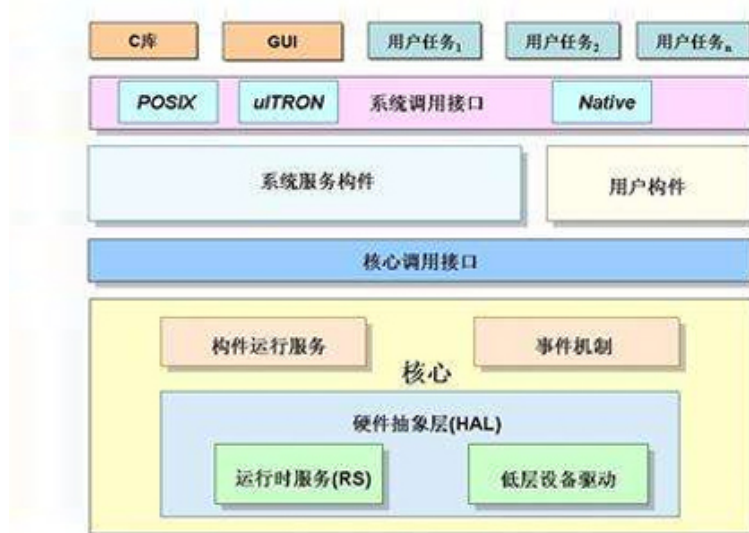 C库 GUI 用户任务1 用户任务2 用户任务n
POSIX uITRON 系统调用接口 Native
系统服务构件 用户构件
核心调用接口
构件运行服务 事件机制
核心
硬件抽象层(HAL)
运行时服务(RS) 低层设备驱动